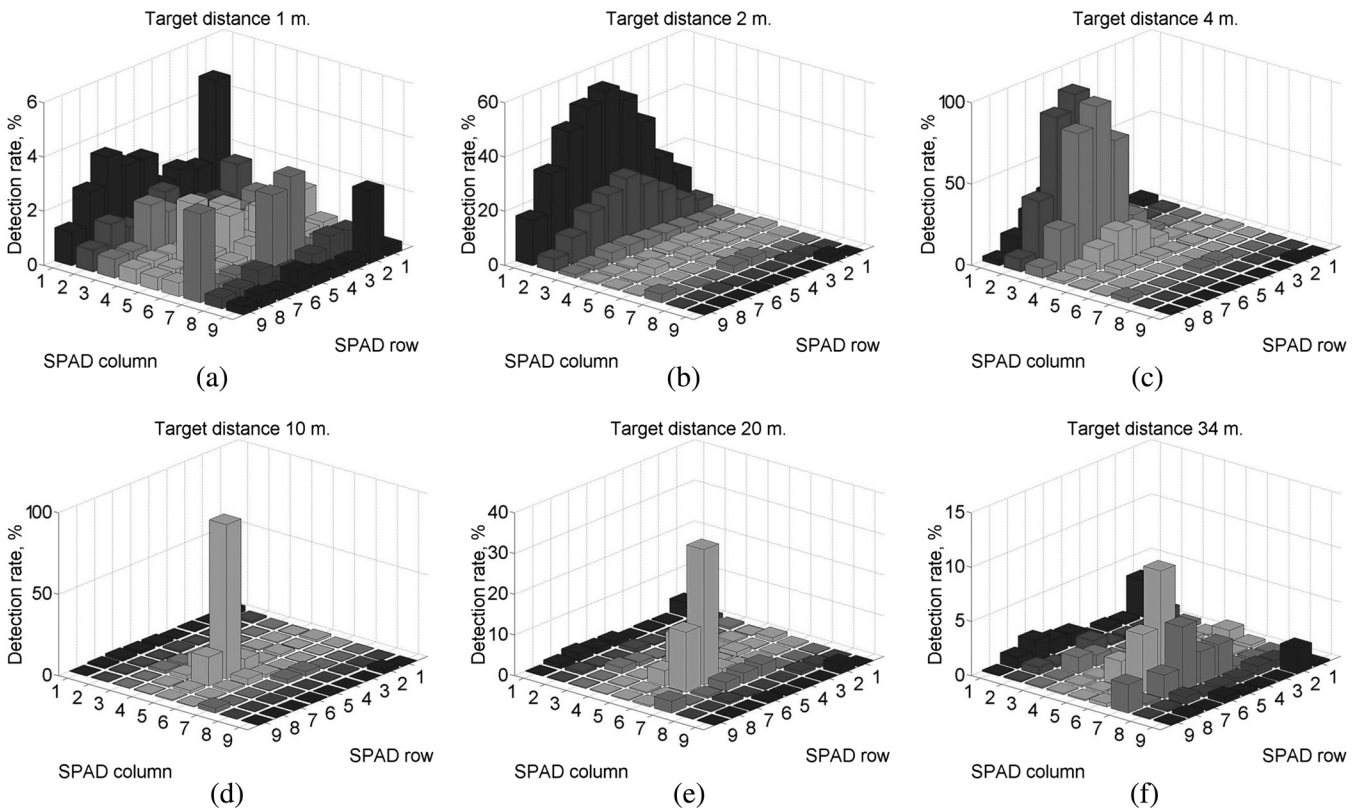 Target distance 1 m.
Detection rate, %
6
4
2
0
1 2 3 4 5 6 7 8 9
9 8 7 6 5 4 3 2 1
SPAD column
SPAD row
(a)
Target distance 2 m.
Detection rate, %
60
40
20
0
1 2 3 4 5 6 7 8 9
9 8 7 6 5 4 3 2 1
SPAD column
SPAD row
(b)
Target distance 4 m.
Detection rate, %
100
50
0
1 2 3 4 5 6 7 8 9
9 8 7 6 5 4 3 2 1
SPAD column
SPAD row
(c)
Target distance 10 m.
Detection rate, %
100
50
0
1 2 3 4 5 6 7 8 9
9 8 7 6 5 4 3 2 1
SPAD column
SPAD row
(d)
Target distance 20 m.
Detection rate, %
40
30
20
10
0
1 2 3 4 5 6 7 8 9
9 8 7 6 5 4 3 2 1
SPAD column
SPAD row
(e)
Target distance 34 m.
Detection rate, %
15
10
5
0
1 2 3 4 5 6 7 8 9
9 8 7 6 5 4 3 2 1
SPAD column
SPAD row
(f)